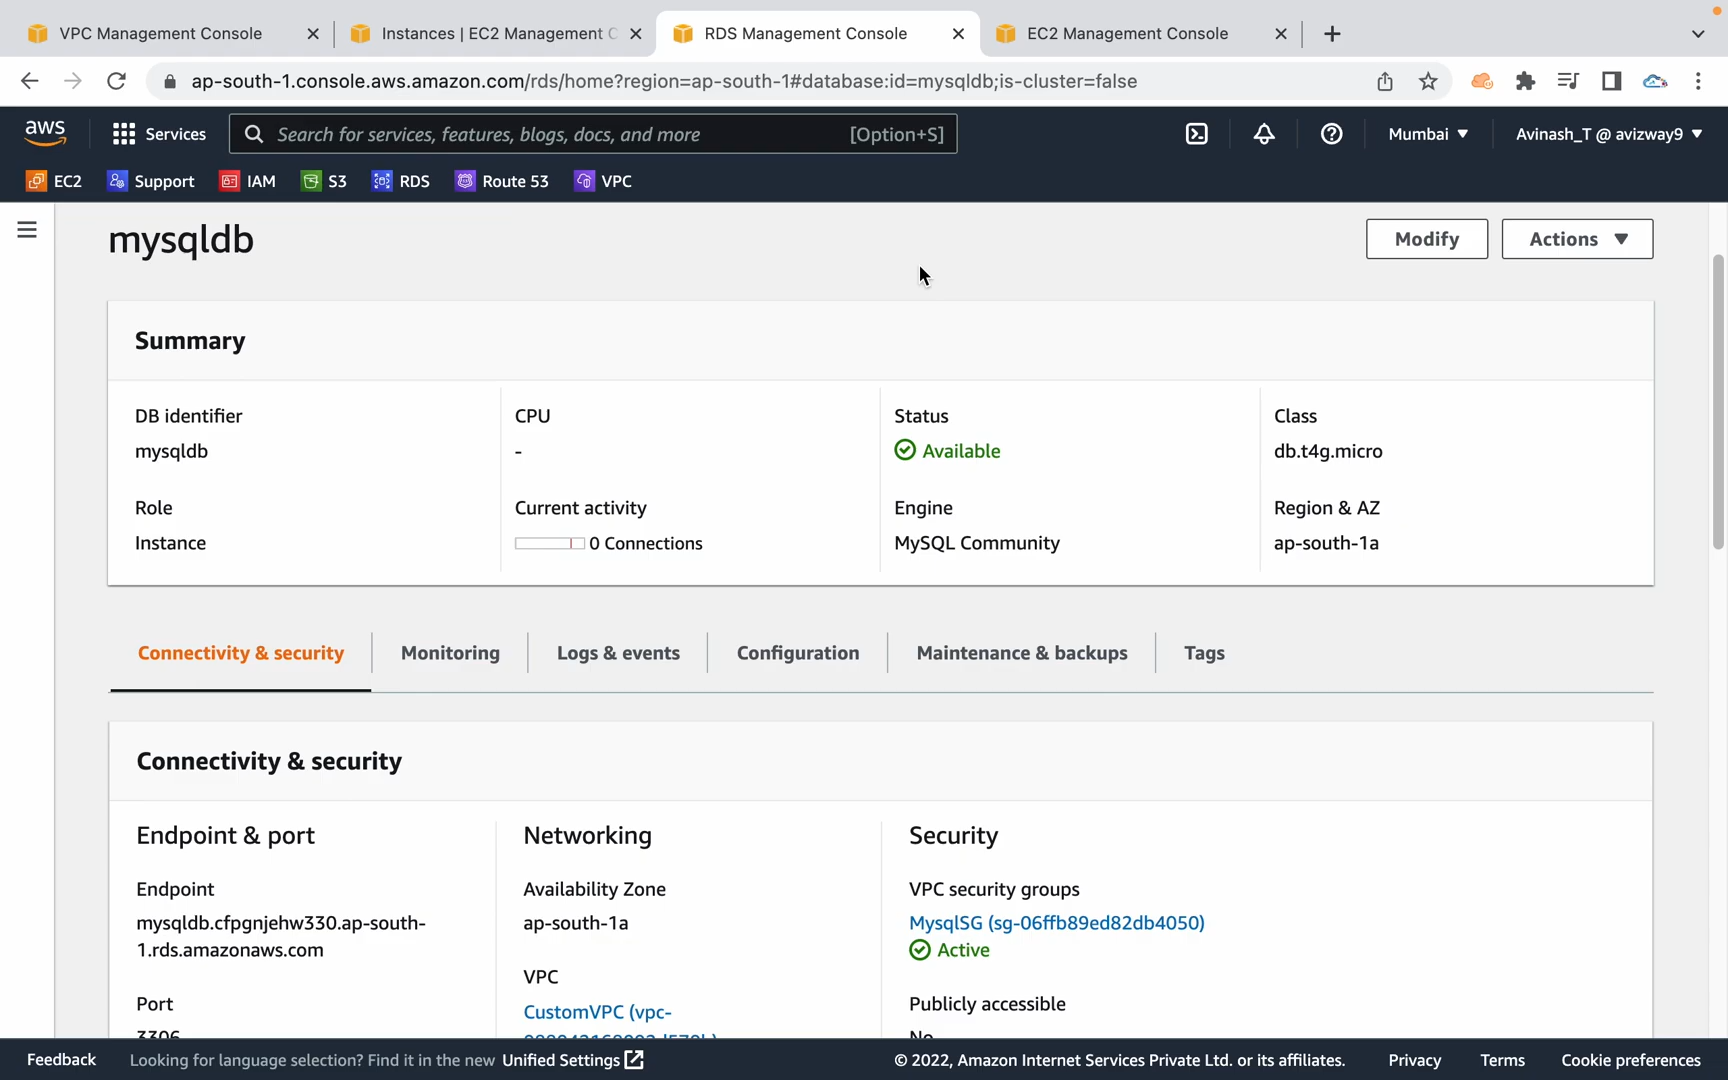 VPC Management Console
Instances | EC2 Management C
RDS Management Console
EC2 Management Console
ap-south-1.console.aws.amazon.com/rds/home?region=ap-south-1#database:id=mysqldb;is-cluster=false
aws
Services
Search for services, features, blogs, docs, and more
[Option+S]
Mumbai
Avinash_T @ avizway9
EC2
Support
IAM
S3
RDS
Route 53
VPC
mysqldb
Modify
Actions
Summary
DB identifier
mysqldb
CPU
-
Status
Available
Class
db.t4g.micro
Role
Instance
Current activity
0 Connections
Engine
MySQL Community
Region & AZ
ap-south-1a
Connectivity & security
Monitoring
Logs & events
Configuration
Maintenance & backups
Tags
Connectivity & security
Endpoint & port
Endpoint
mysqldb.cfpgnjehw330.ap-south-
1.rds.amazonaws.com
Port
3306
Networking
Availability Zone
ap-south-1a
VPC
CustomVPC (vpc-
Security
VPC security groups
MysqlSG (sg-06ffb89ed82db4050)
Active
Publicly accessible
No
Feedback
Looking for language selection? Find it in the new Unified Settings
© 2022, Amazon Internet Services Private Ltd. or its affiliates.
Privacy
Terms
Cookie preferences